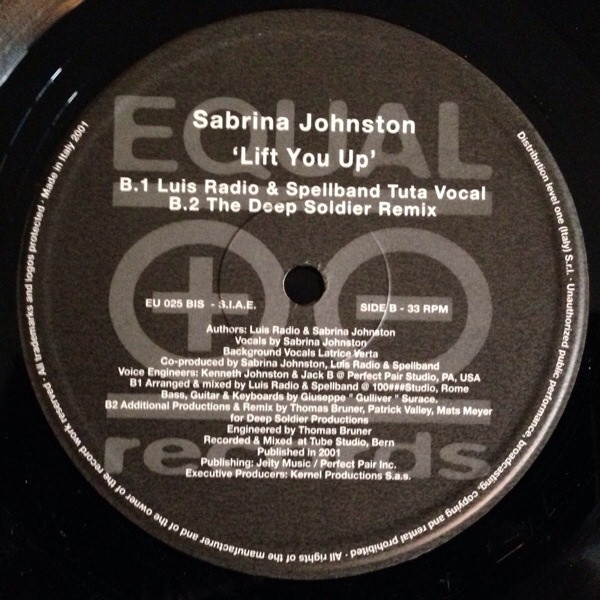 EQUAL
Sabrina Johnston
'Lift You Up'
B.1 Luis Radio & Spellband Tuta Vocal
B.2 The Deep Soldier Remix
EU 025 BIS - S.I.A.E.
SIDE B - 33 RPM
Authors: Luis Radio & Sabrina Johnston
Vocals by Sabrina Johnston
Background Vocals Latrice Verta
Co-produced by Sabrina Johnston, Luis Radio & Spellband
Voice Engineers: Kenneth Johnston & Jack B @ Perfect Pair Studio, PA, USA
B1 Arranged & mixed by Luis Radio & Spellband @ 100###Studio, Rome
Bass, Guitar & Keyboards by Giuseppe " Gulliver " Surace,
B2 Additional Productions & Remix by Thomas Bruner, Patrick Valley, Mats Meyer
for Deep Soldier Productions
Engineered by Thomas Bruner
Recorded & Mixed at Tube Studio, Bern
Published in 2001
Publishing: Jeity Music / Perfect Pair Inc.
Executive Producers: Kernel Productions S.a.s.
records
Distribution level one (Italy) S.r.l. · Unauthorized public performance, broadcasting, copying and rental prohibited · All rights of the manufacturer and of the owner of the record work reserved · All trademarks and logos protected · Made in Italy 2001